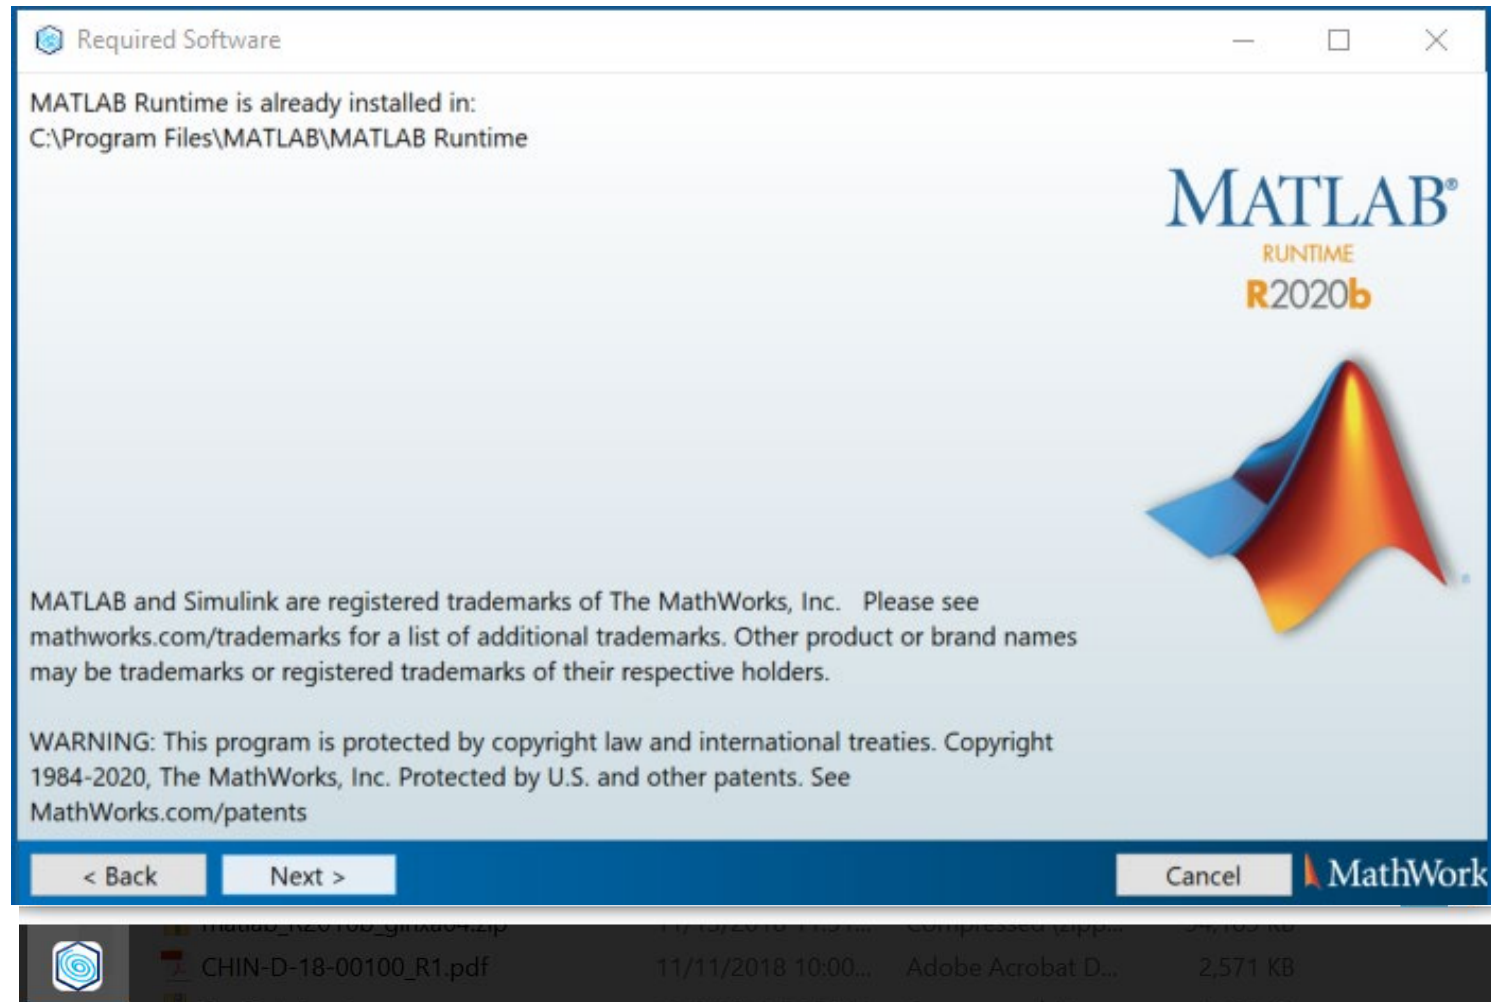 Required Software
MATLAB Runtime is already installed in:
C:\Program Files\MATLAB\MATLAB Runtime
MATLAB®
RUNTIME
R2020b
MATLAB and Simulink are registered trademarks of The MathWorks, Inc.   Please see
mathworks.com/trademarks for a list of additional trademarks. Other product or brand names
may be trademarks or registered trademarks of their respective holders.
WARNING: This program is protected by copyright law and international treaties. Copyright
1984-2020, The MathWorks, Inc. Protected by U.S. and other patents. See
MathWorks.com/patents
< Back Next > Cancel MathWork
CHIN-D-18-00100_R1.pdf 11/11/2018 10:00... Adobe Acrobat D... 2,571 KB